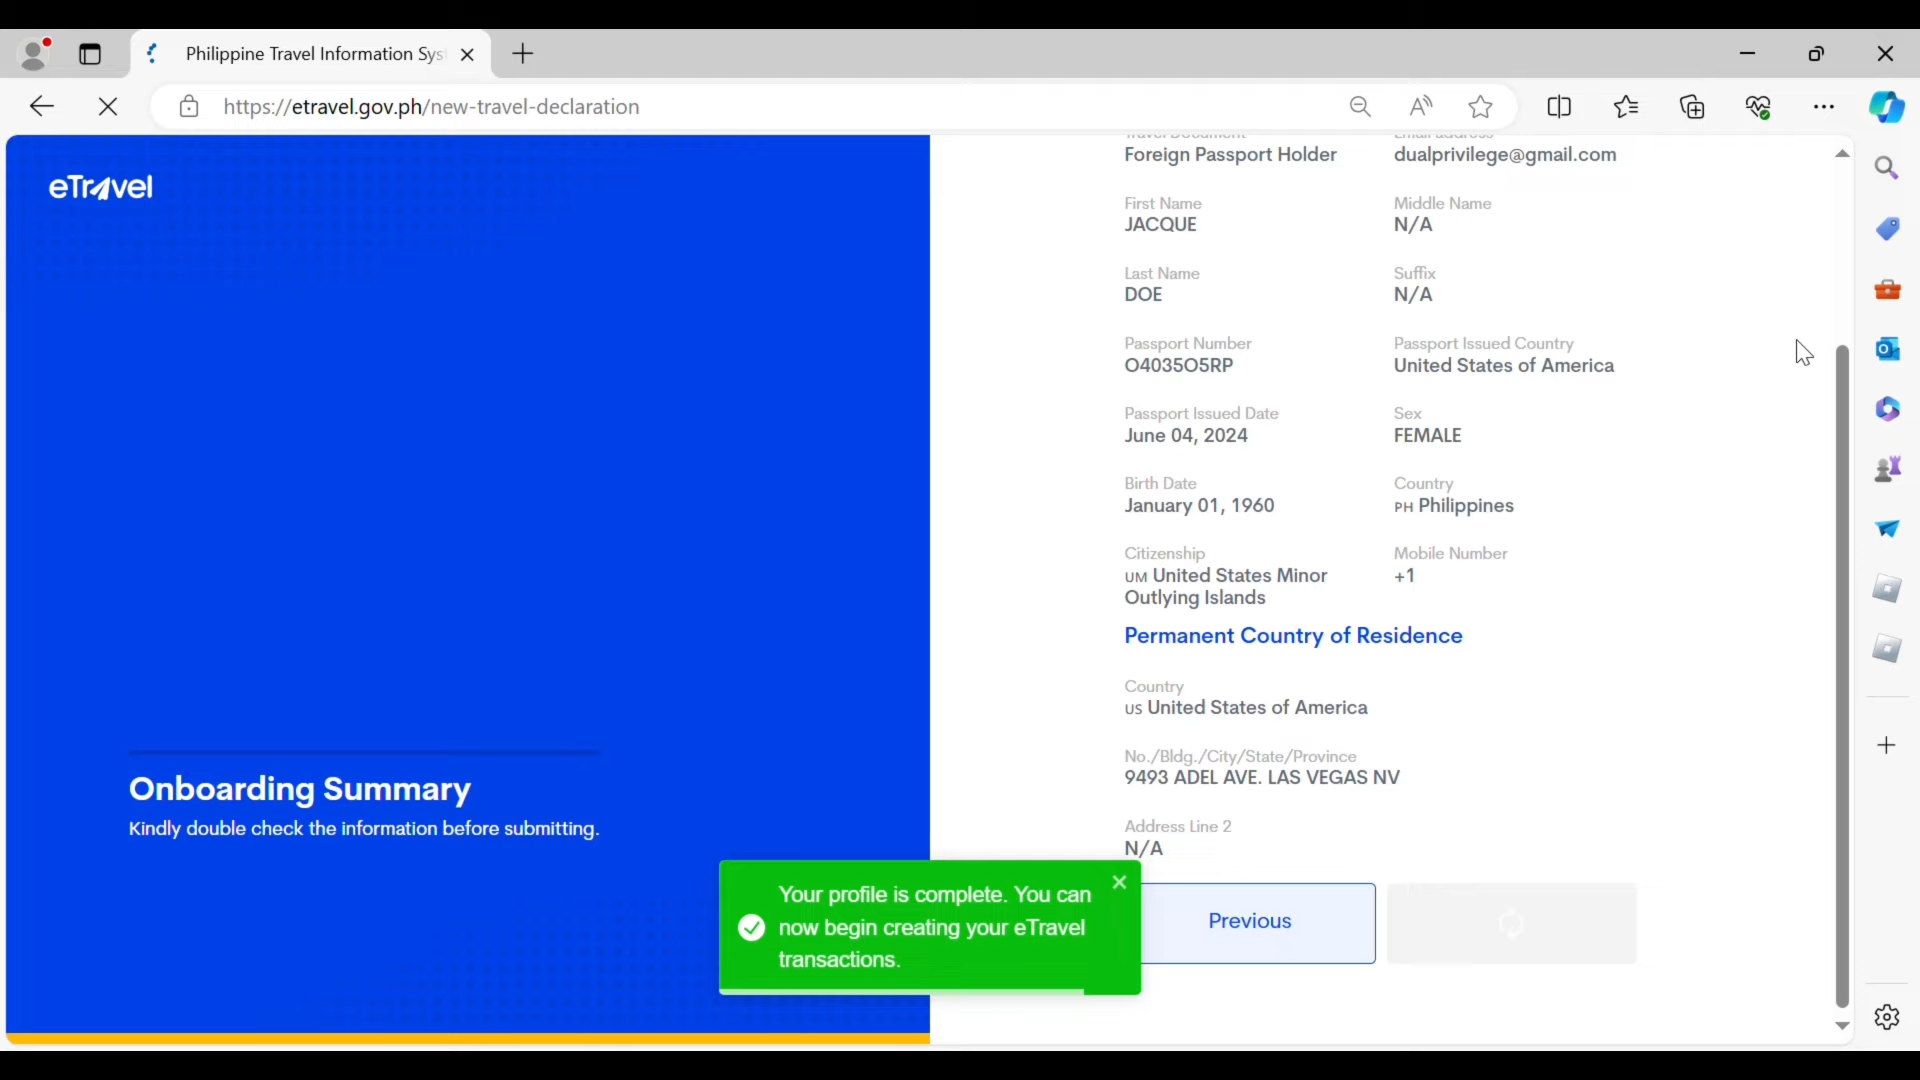 Philippine Travel Information Sys
https://etravel.gov.ph/new-travel-declaration
eTravel
Onboarding Summary
Kindly double check the information before submitting.
Travel Document
Email address
Foreign Passport Holder
dualprivilege@gmail.com
First Name
Middle Name
JACQUE
N/A
Last Name
Suffix
DOE
N/A
Passport Number
Passport Issued Country
O4035O5RP
United States of America
Passport Issued Date
Sex
June 04, 2024
FEMALE
Birth Date
Country
January 01, 1960
PH Philippines
Citizenship
Mobile Number
UM United States Minor
+1
Outlying Islands
Permanent Country of Residence
Country
US United States of America
No./Bldg./City/State/Province
9493 ADEL AVE. LAS VEGAS NV
Address Line 2
N/A
Your profile is complete. You can
now begin creating your eTravel
transactions.
Previous